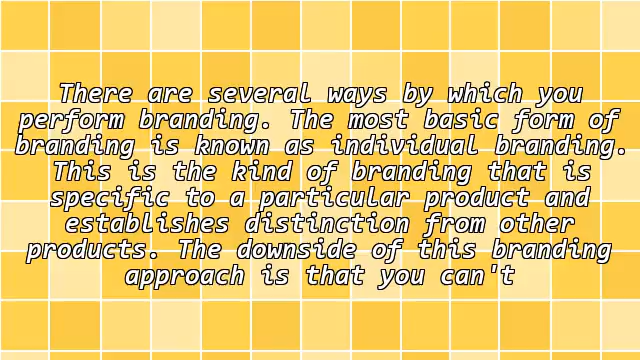 There are several ways by which you
perform branding. The most basic form of
branding is known as individual branding.
This is the kind of branding that is
specific to a particular product and
establishes distinction from other
products. The downside of this branding
approach is that you can't